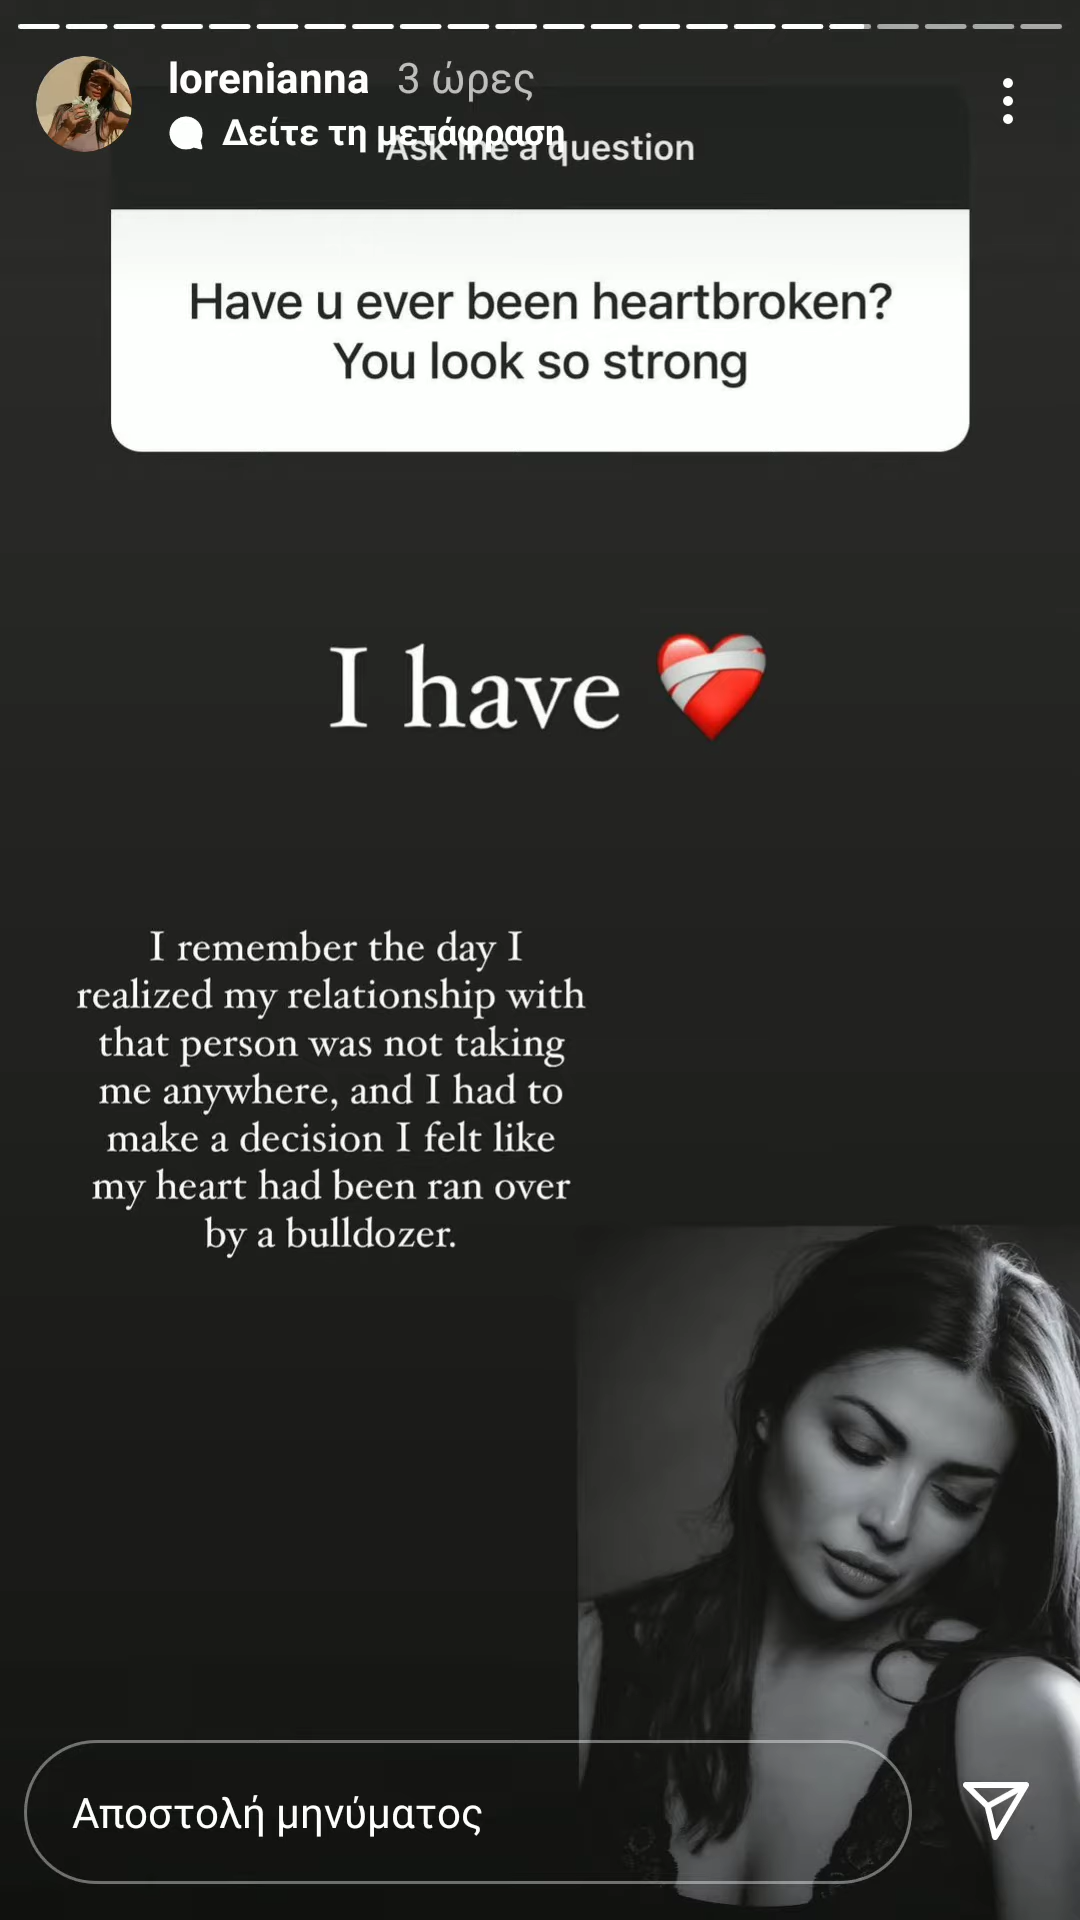 lorenianna 3 ώρες
Δείτε τη μετάφραση
Ask me a question
Have u ever been heartbroken?
You look so strong
I have ❤️‍🩹
I remember the day I
realized my relationship with
that person was not taking
me anywhere, and I had to
make a decision I felt like
my heart had been ran over
by a bulldozer.
Αποστολή μηνύματος